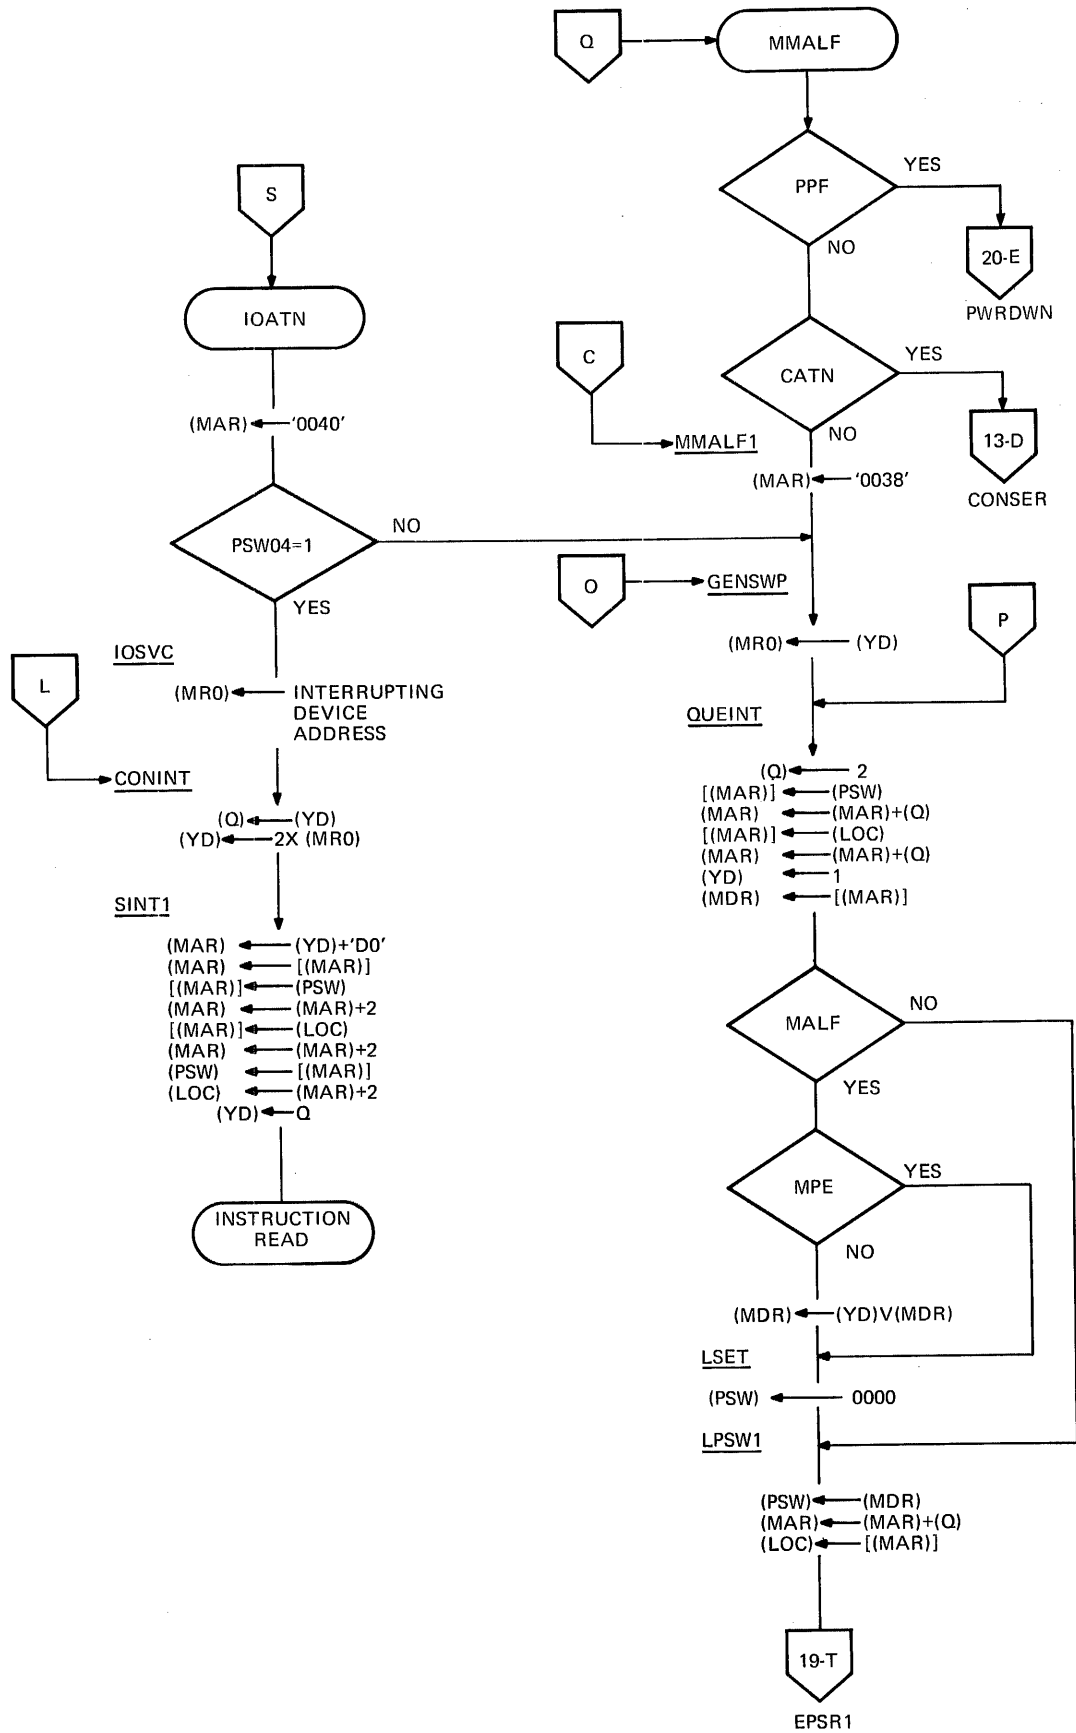 S
IOATN
(MAR) ← '0040'
PSW04=1
NO
YES
IOSVC
L
(MR0) ← INTERRUPTING
DEVICE
ADDRESS
CONINT
(Q) ← (YD)
(YD) ← 2X (MR0)
SINT1
(MAR) ← (YD)+'D0'
(MAR) ← [(MAR)]
[(MAR)] ← (PSW)
(MAR) ← (MAR)+2
[(MAR)] ← (LOC)
(MAR) ← (MAR)+2
(PSW) ← [(MAR)]
(LOC) ← (MAR)+2
(YD) ← Q
INSTRUCTION
READ
Q
MMALF
PPF
YES
NO
20-E
PWRDWN
C
CATN
YES
NO
13-D
CONSER
MMALF1
(MAR) ← '0038'
O
GENSWP
P
(MR0) ← (YD)
QUEINT
(Q) ← 2
[(MAR)] ← (PSW)
(MAR) ← (MAR)+(Q)
[(MAR)] ← (LOC)
(MAR) ← (MAR)+(Q)
(YD) ← 1
(MDR) ← [(MAR)]
MALF
NO
YES
MPE
YES
NO
(MDR) ← (YD)V(MDR)
LSET
(PSW) ← 0000
LPSW1
(PSW) ← (MDR)
(MAR) ← (MAR)+(Q)
(LOC) ← [(MAR)]
19-T
EPSR1